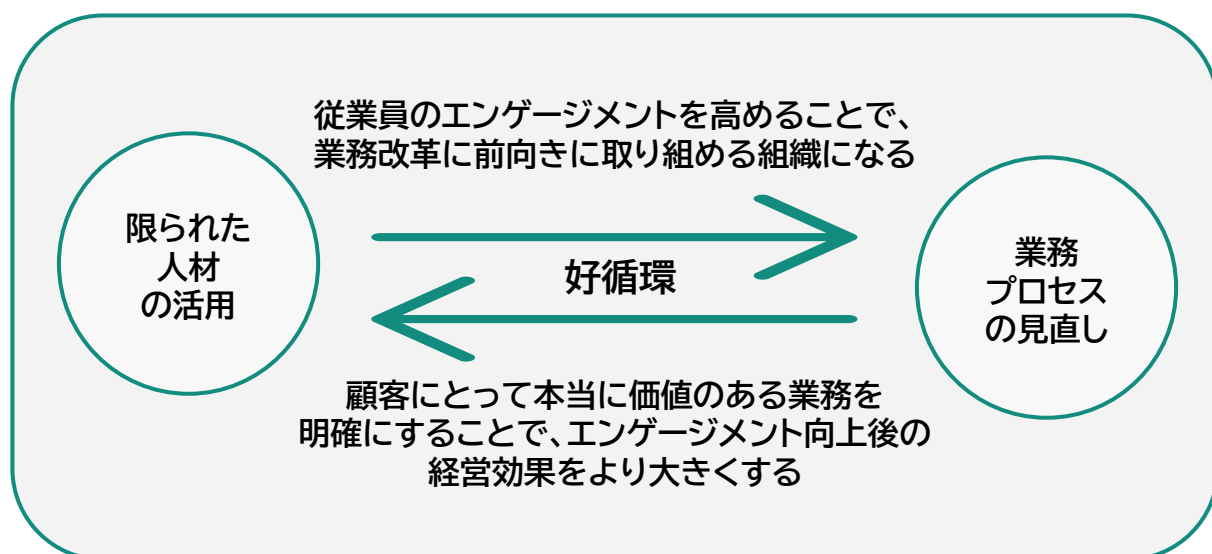 従業員のエンゲージメントを高めることで、
業務改革に前向きに取り組める組織になる
限られた
人材
の活用
好循環
業務
プロセス
の見直し
顧客にとって本当に価値のある業務を
明確にすることで、エンゲージメント向上後の
経営効果をより大きくする